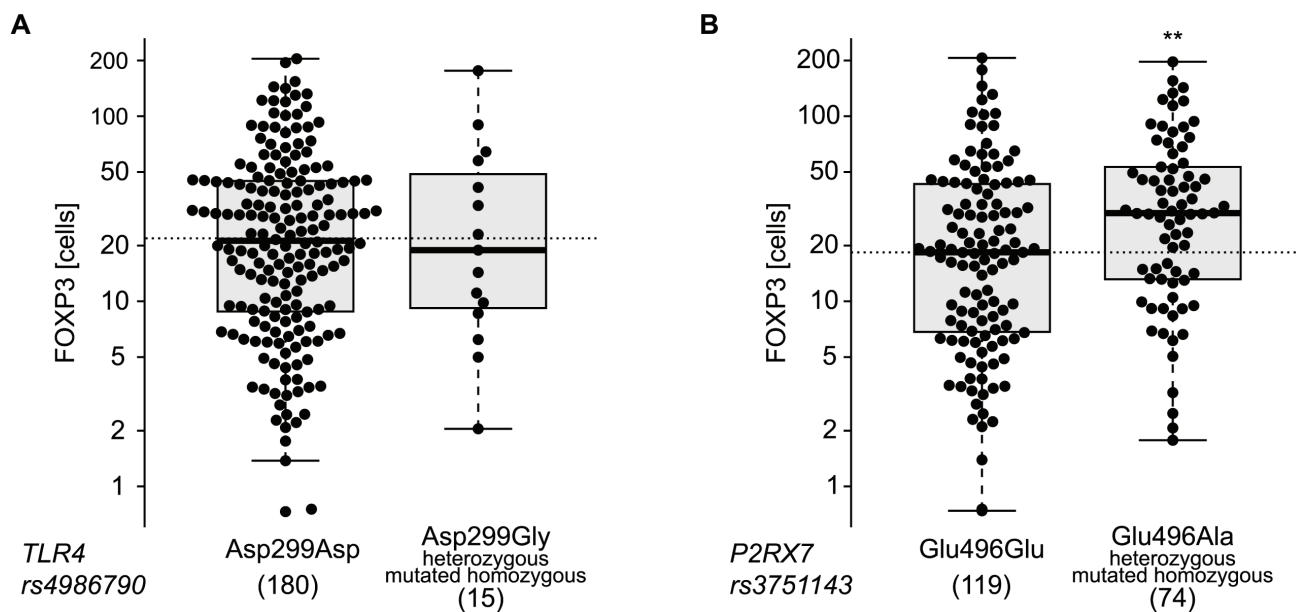 A
FOXP3 [cells]
200
100
50
20
10
5
2
1
TLR4
rs4986790
Asp299Asp
(180)
Asp299Gly
heterozygous
mutated homozygous
(15)
B
**
FOXP3 [cells]
200
100
50
20
10
5
2
1
P2RX7
rs3751143
Glu496Glu
(119)
Glu496Ala
heterozygous
mutated homozygous
(74)